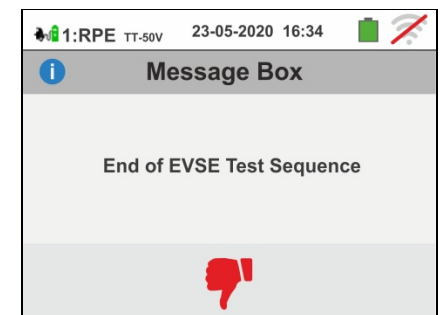 1:RPE TT-50V 23-05-2020 16:34
i Message Box
End of EVSE Test Sequence